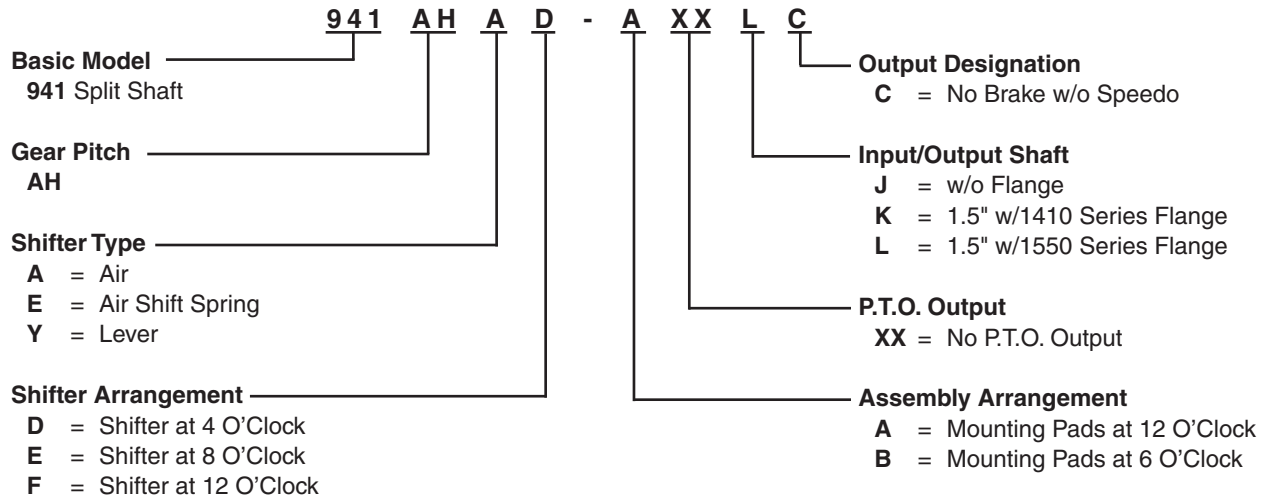 941 AH A D - A XX L C
Basic Model
941 Split Shaft
Gear Pitch
AH
Shifter Type
A = Air
E = Air Shift Spring
Y = Lever
Shifter Arrangement
D = Shifter at 4 O’Clock
E = Shifter at 8 O’Clock
F = Shifter at 12 O’Clock
Output Designation
C = No Brake w/o Speedo
Input/Output Shaft
J = w/o Flange
K = 1.5" w/1410 Series Flange
L = 1.5" w/1550 Series Flange
P.T.O. Output
XX = No P.T.O. Output
Assembly Arrangement
A = Mounting Pads at 12 O’Clock
B = Mounting Pads at 6 O’Clock